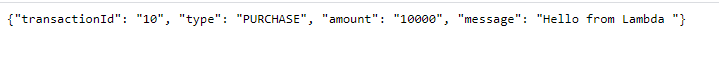 {"transactionId": "10", "type": "PURCHASE", "amount": "10000", "message": "Hello from Lambda "}